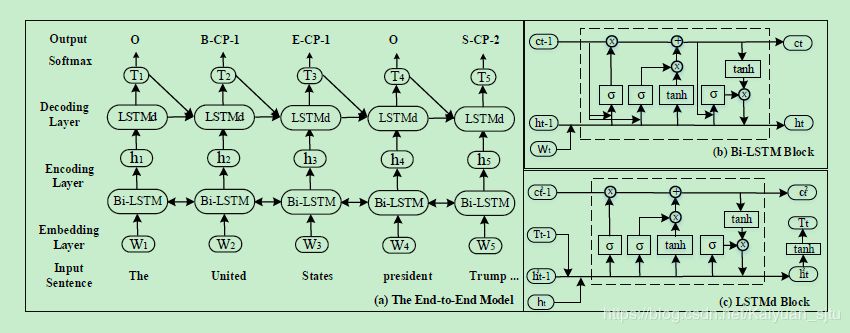 Output O B-CP-1 E-CP-1 O S-CP-2
Softmax
T1 T2 T3 T4 T5
Decoding
Layer
LSTMd LSTMd LSTMd LSTMd LSTMd
Encoding
Layer
h1 h2 h3 h4 h5
Bi-LSTM Bi-LSTM Bi-LSTM Bi-LSTM Bi-LSTM
Embedding
Layer
W1 W2 W3 W4 W5
Input
Sentence
The United States president Trump ...
(a) The End-to-End Model
ct-1 x + ct
x tanh
σ σ tanh σ x
ht-1 ht
Wt
(b) Bi-LSTM Block
c²t-1 x + c²t
x tanh Tt
Tt-1
σ σ tanh σ x tanh
h²t-1 h²t
ht
(c) LSTMd Block
https://blog.csdn.net/Kaiyuan_sjtu